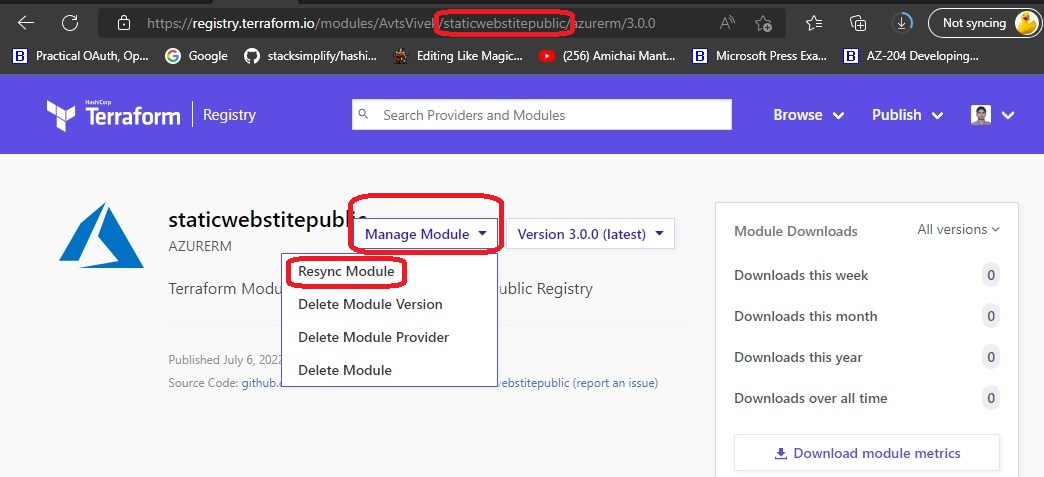 https://registry.terraform.io/modules/AvtsVivek/staticwebstitepublic/azurerm/3.0.0
Not syncing
Practical OAuth, Op...
Google
stacksimplify/hashi...
Editing Like Magic...
(256) Amichai Mant...
Microsoft Press Exa...
AZ-204 Developing...
HashiCorp
Terraform
Registry
Search Providers and Modules
Browse
Publish
staticwebstitepublic
Manage Module
Version 3.0.0 (latest)
AZURERM
Resync Module
Terraform Modu
ublic Registry
Delete Module Version
Delete Module Provider
Delete Module
Published July 6, 2022
Source Code: github.
webstitepublic (report an issue)
Module Downloads
All versions
Downloads this week 0
Downloads this month 0
Downloads this year 0
Downloads over all time 0
Download module metrics